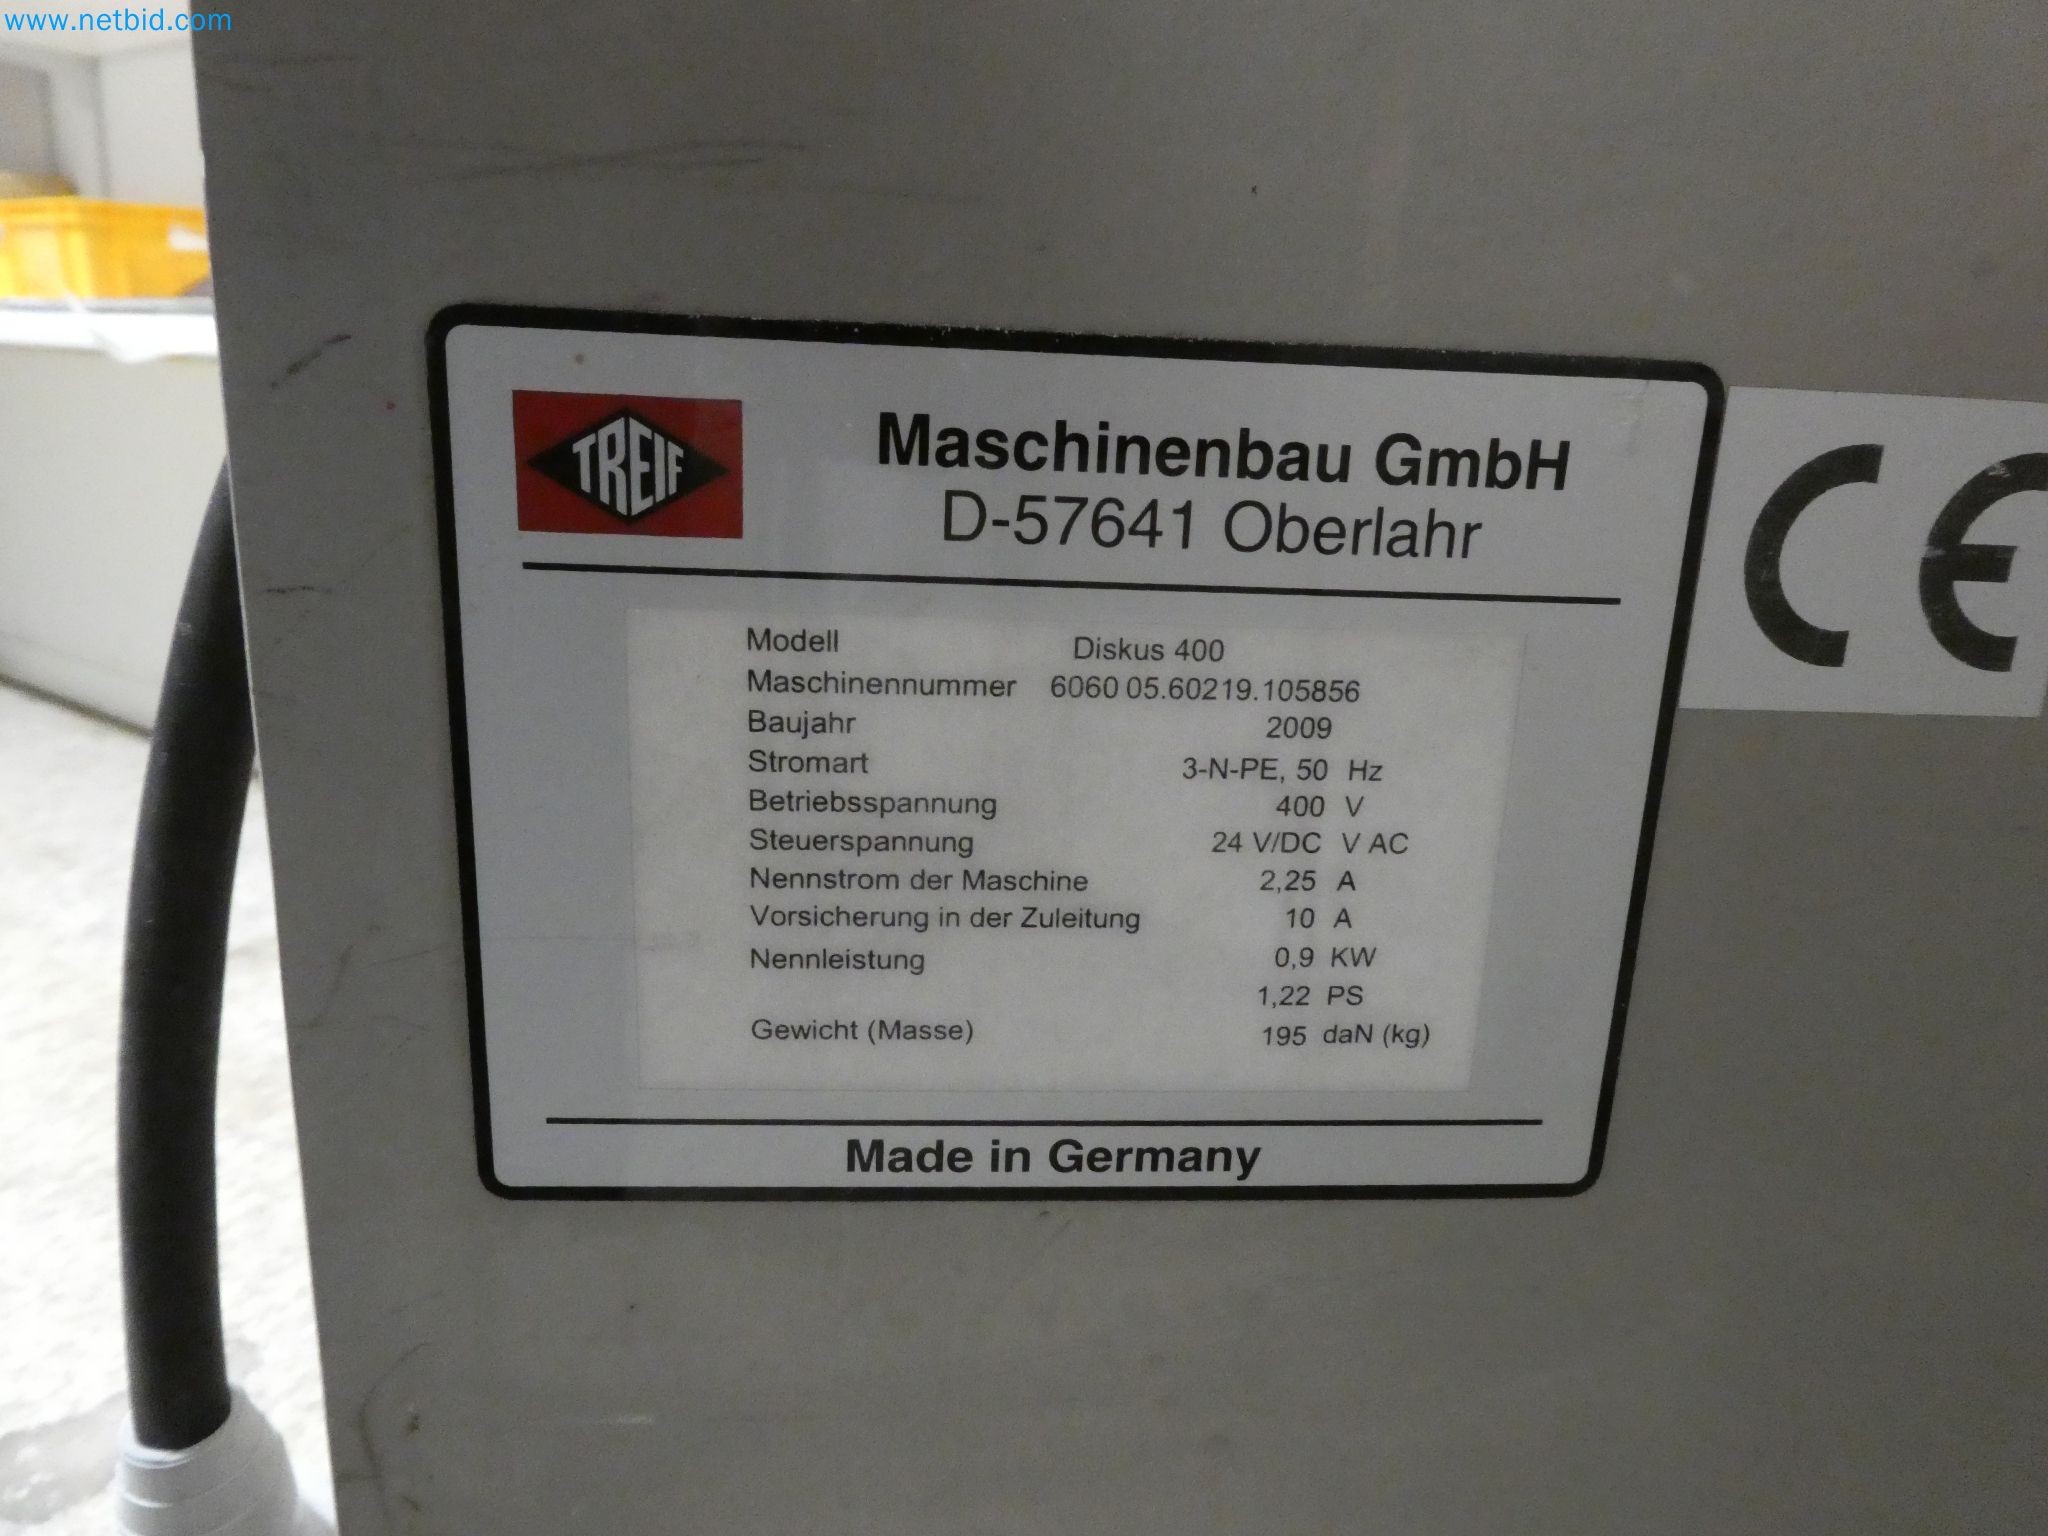 www.netbid.com
TREIF
Maschinenbau GmbH
D-57641 Oberlahr
Modell Diskus 400
Maschinennummer 6060 05.60219.105856
Baujahr 2009
Stromart 3-N-PE, 50 Hz
Betriebsspannung 400 V
Steuerspannung 24 V/DC V AC
Nennstrom der Maschine 2,25 A
Vorsicherung in der Zuleitung 10 A
Nennleistung 0,9 KW
1,22 PS
Gewicht (Masse) 195 daN (kg)
Made in Germany
CE